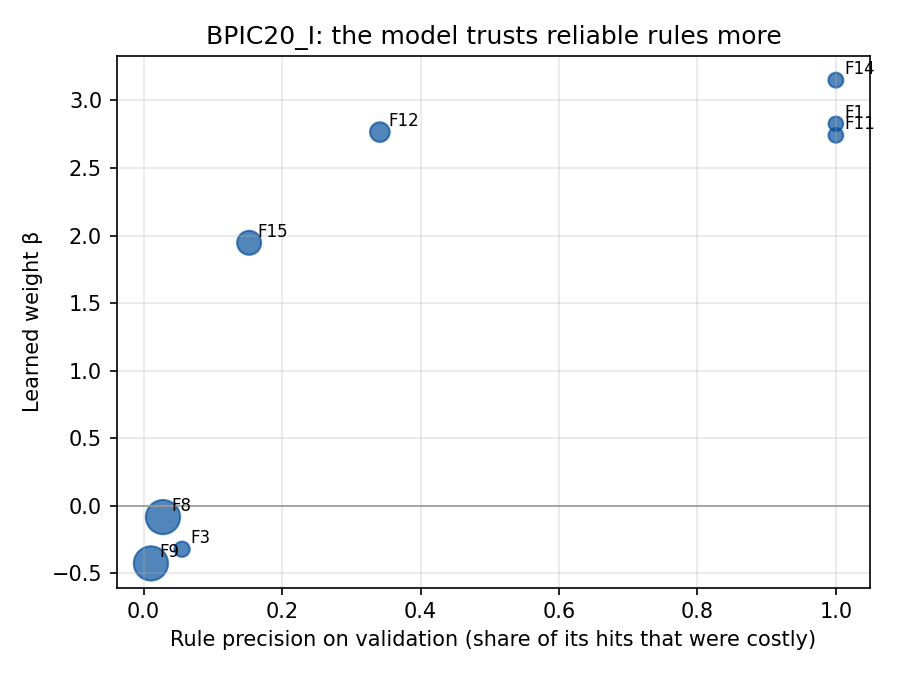 BPIC20_I: the model trusts reliable rules more
Learned weight β
3.0
2.5
2.0
1.5
1.0
0.5
0.0
−0.5
F14
F1
F11
F12
F15
F8
F3
F9
0.0 0.2 0.4 0.6 0.8 1.0
Rule precision on validation (share of its hits that were costly)